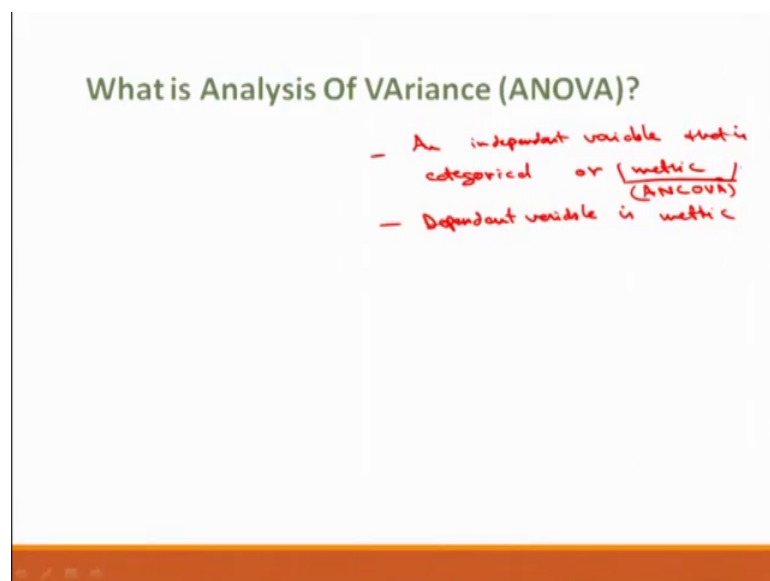 What is Analysis Of VAriance (ANOVA)?
— An independant variable that is
categorical or (metric)
(ANCOVA)
— Dependant variable is metric